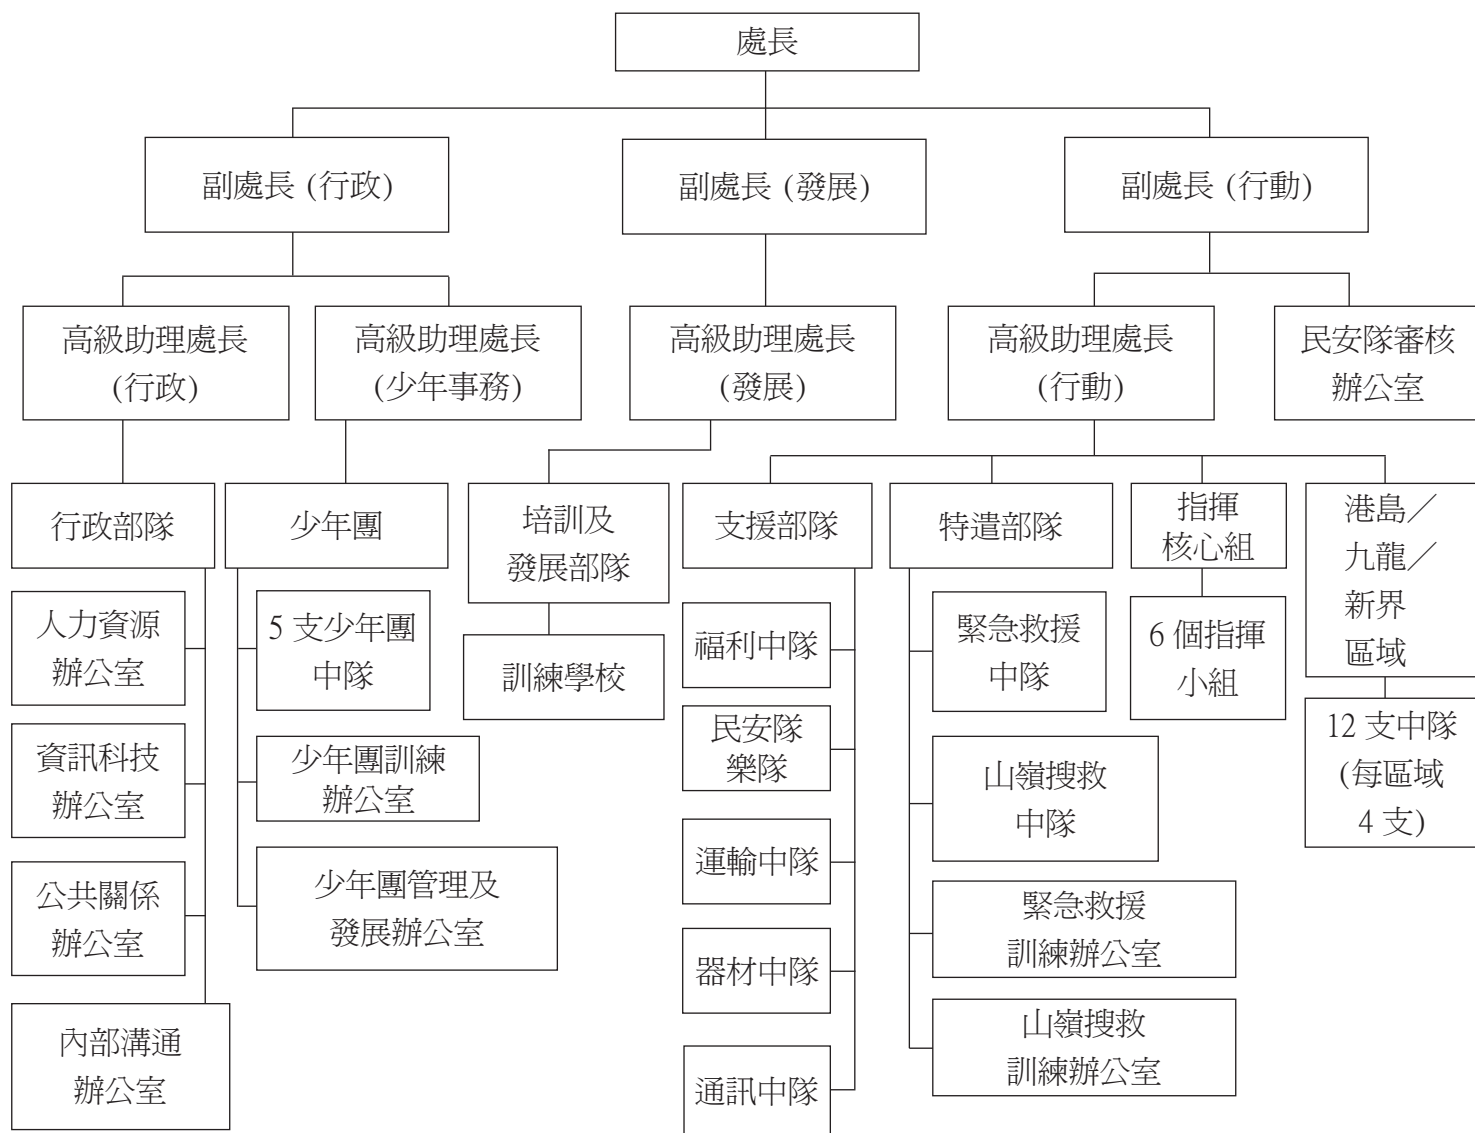 處長
副處長 (行政)
副處長 (發展)
副處長 (行動)
高級助理處長
(行政)
高級助理處長
(少年事務)
高級助理處長
(發展)
高級助理處長
(行動)
民安隊審核
辦公室
行政部隊
少年團
培訓及
發展部隊
支援部隊
特遣部隊
指揮
核心組
港島／
九龍／
新界
區域
人力資源
辦公室
資訊科技
辦公室
公共關係
辦公室
內部溝通
辦公室
5 支少年團
中隊
少年團訓練
辦公室
少年團管理及
發展辦公室
訓練學校
福利中隊
民安隊
樂隊
運輸中隊
器材中隊
通訊中隊
緊急救援
中隊
山嶺搜救
中隊
緊急救援
訓練辦公室
山嶺搜救
訓練辦公室
6 個指揮
小組
12 支中隊
(每區域
4 支)